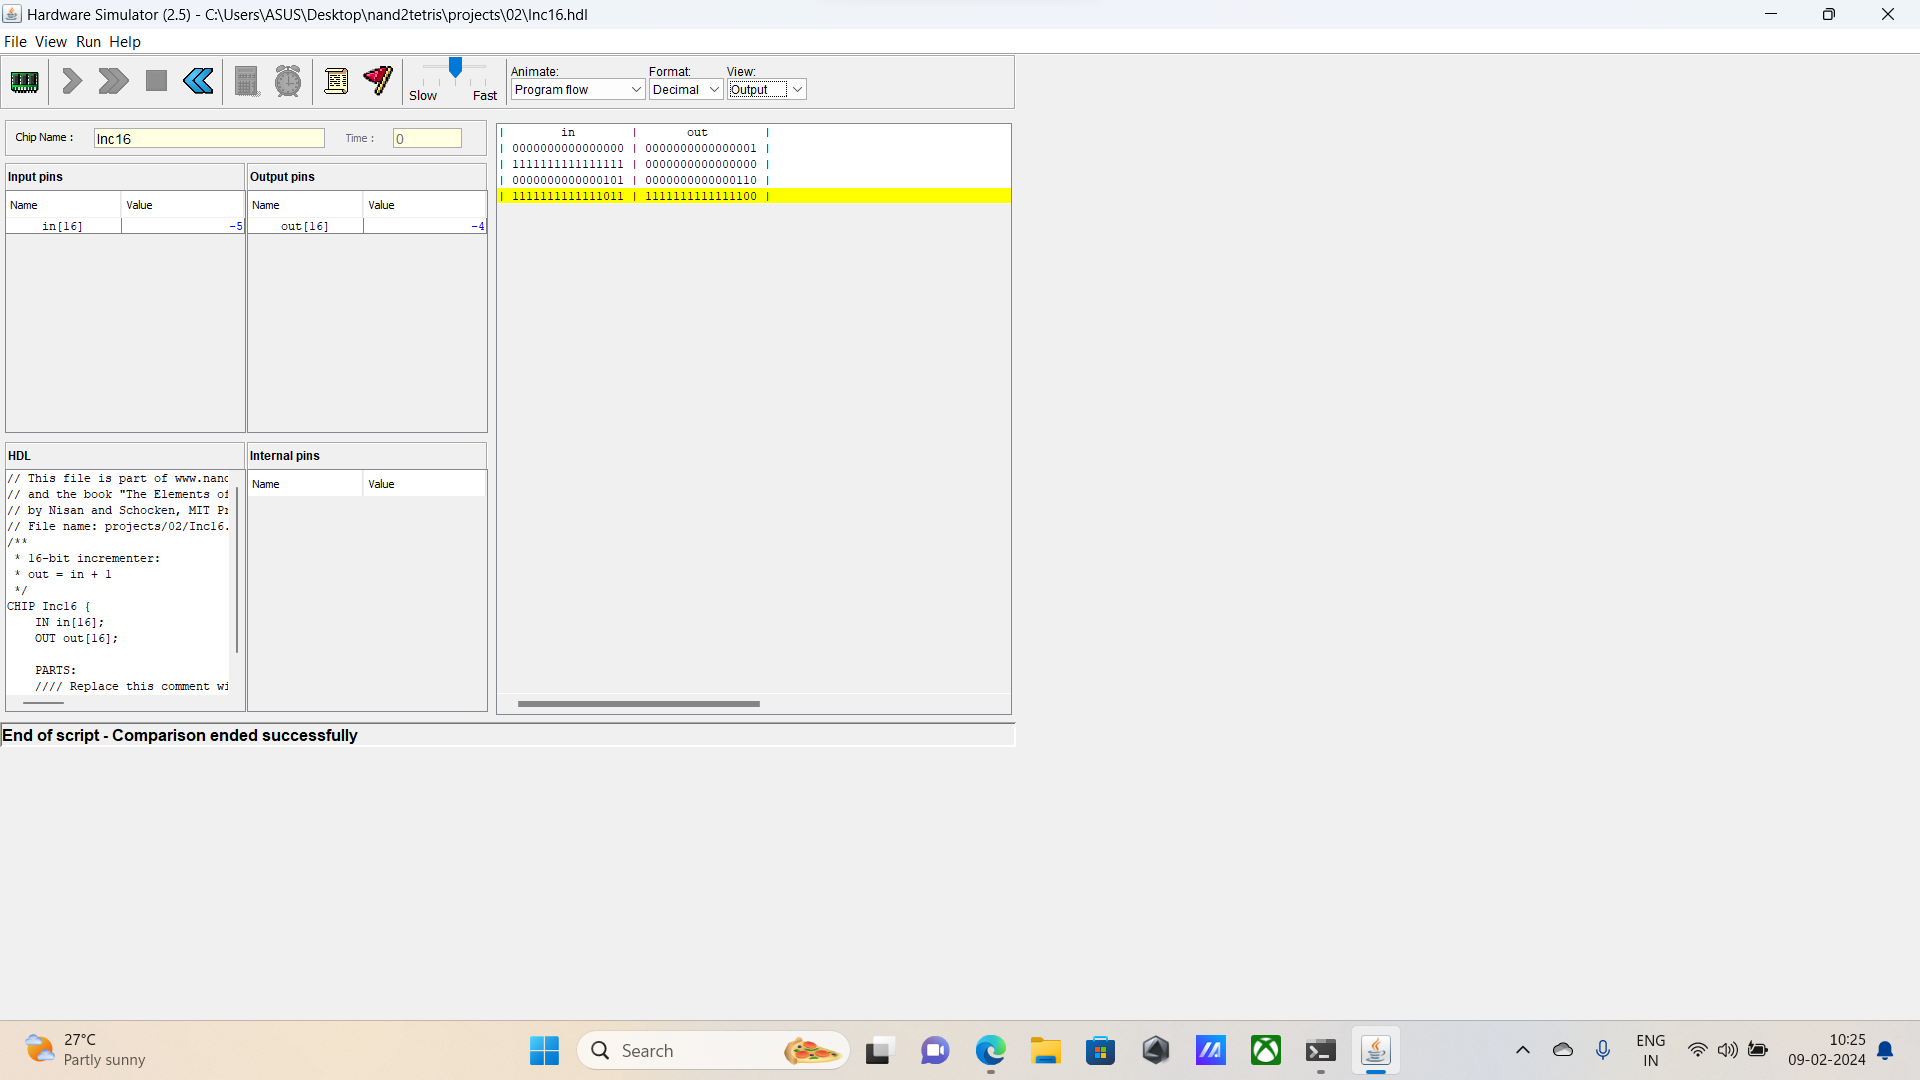 Hardware Simulator (2.5) - C:\Users\ASUS\Desktop\nand2tetris\projects\02\Inc16.hdl
File View Run Help
Animate: Format: View:
Slow Fast Program flow Decimal Output
Chip Name : Inc16 Time : 0
Input pins Output pins
Name Value Name Value
in[16] -5 out[16] -4
| in | out |
| 0000000000000000 | 0000000000000001 |
| 1111111111111111 | 0000000000000000 |
| 0000000000000101 | 0000000000000110 |
| 1111111111111011 | 1111111111111100 |
HDL Internal pins
Name Value
// This file is part of www.nand
// and the book "The Elements of
// by Nisan and Schocken, MIT Pr
// File name: projects/02/Inc16.
/**
* 16-bit incrementer:
* out = in + 1
*/
CHIP Inc16 {
IN in[16];
OUT out[16];
PARTS:
//// Replace this comment wi
End of script - Comparison ended successfully
27°C
Partly sunny
Search
ENG
IN
10:25
09-02-2024